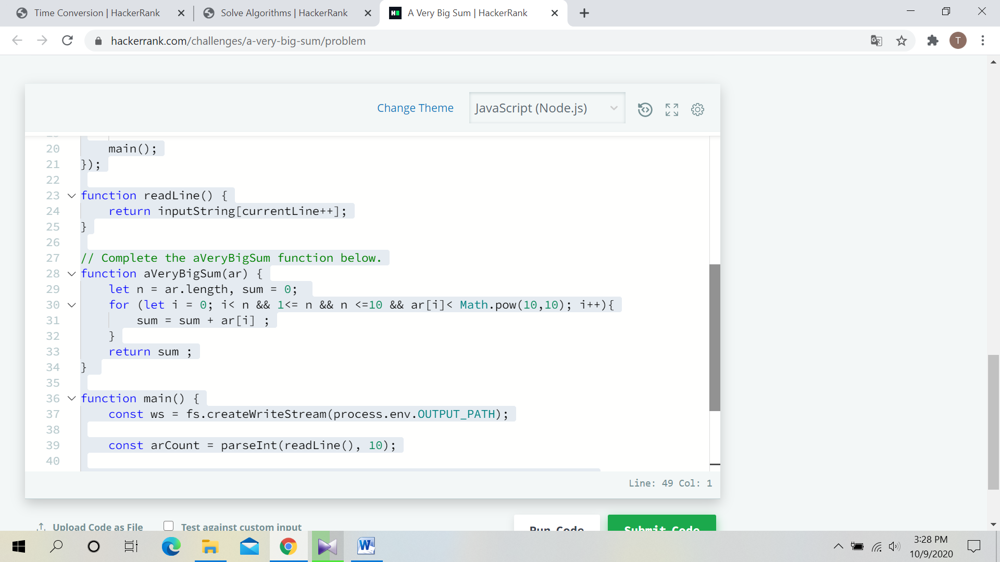 Time Conversion | HackerRank
Solve Algorithms | HackerRank
A Very Big Sum | HackerRank
hackerrank.com/challenges/a-very-big-sum/problem
T
Change Theme
JavaScript (Node.js)
20 main();
21 });
22
23 function readLine() {
24 return inputString[currentLine++];
25 }
26
27 // Complete the aVeryBigSum function below.
28 function aVeryBigSum(ar) {
29 let n = ar.length, sum = 0;
30 for (let i = 0; i< n && 1<= n && n <=10 && ar[i]< Math.pow(10,10); i++){
31 sum = sum + ar[i] ;
32 }
33 return sum ;
34 }
35
36 function main() {
37 const ws = fs.createWriteStream(process.env.OUTPUT_PATH);
38
39 const arCount = parseInt(readLine(), 10);
40
Line: 49 Col: 1
Upload Code as File
Test against custom input
Run Code
Submit Code
3:28 PM
10/9/2020